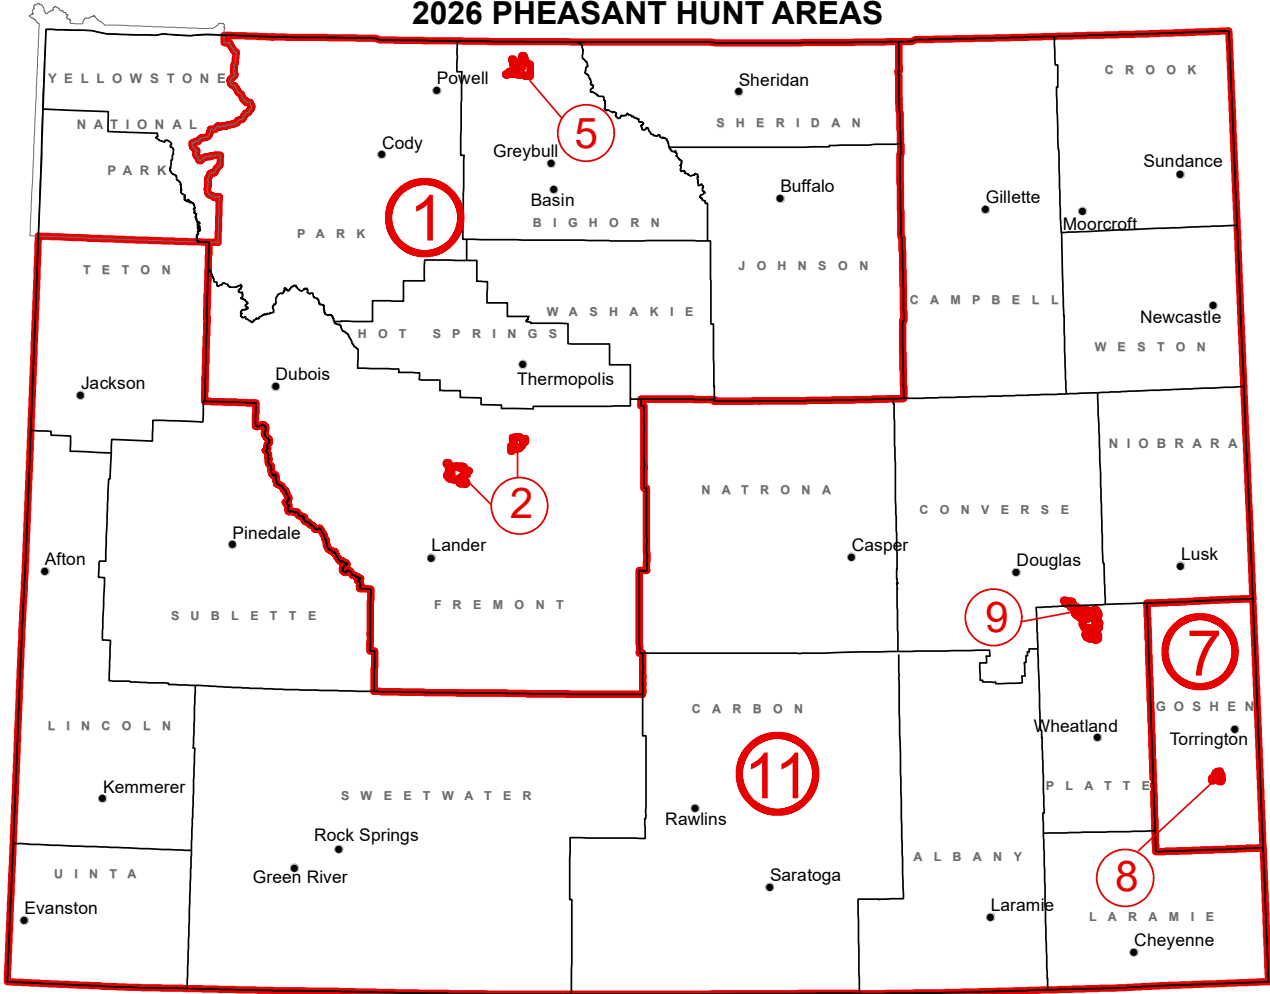 2026 PHEASANT HUNT AREAS
CROOK
YELLOWSTONE
Powell
Sheridan
NATIONAL
SHERIDAN
5
Cody
Greybull
PARK
Sundance
Buffalo
Basin
Gillette
1
Moorcroft
BIGHORN
PARK
TETON
JOHNSON
CAMPBELL
WASHAKIE
Newcastle
HOT SPRINGS
WESTON
Dubois
Thermopolis
Jackson
NIOBRARA
NATRONA
2
CONVERSE
Pinedale
Lander
Casper
Afton
Douglas
Lusk
FREMONT
SUBLETTE
9
7
CARBON
GOSHEN
LINCOLN
Wheatland
Torrington
11
Kemmerer
SWEETWATER
PLATTE
Rawlins
Rock Springs
ALBANY
UINTA
Green River
Saratoga
8
Evanston
Laramie
LARAMIE
Cheyenne